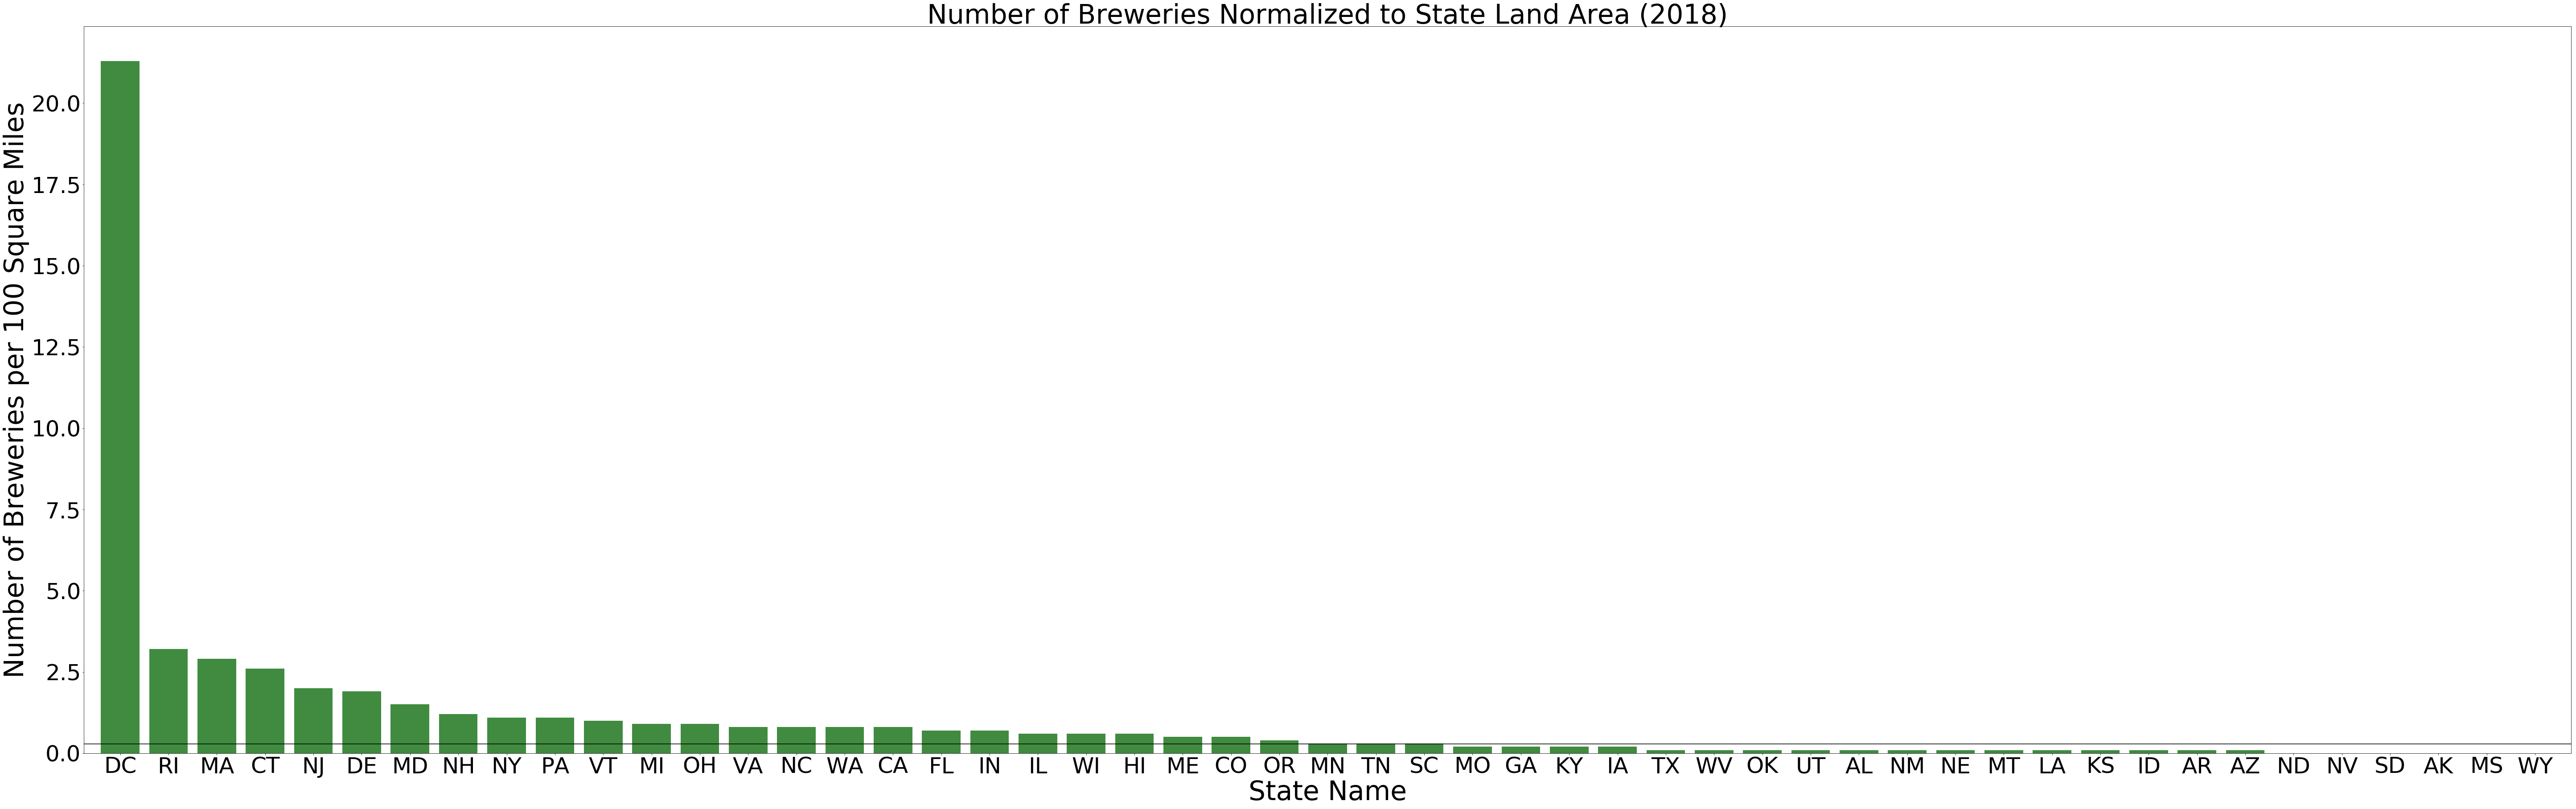 Number of Breweries Normalized to State Land Area (2018)
Number of Breweries per 100 Square Miles
20.0
17.5
15.0
12.5
10.0
7.5
5.0
2.5
0.0
DC RI MA CT NJ DE MD NH NY PA VT MI OH VA NC WA CA FL IN IL WI HI ME CO OR MN TN SC MO GA KY IA TX WV OK UT AL NM NE MT LA KS ID AR AZ ND NV SD AK MS WY
State Name